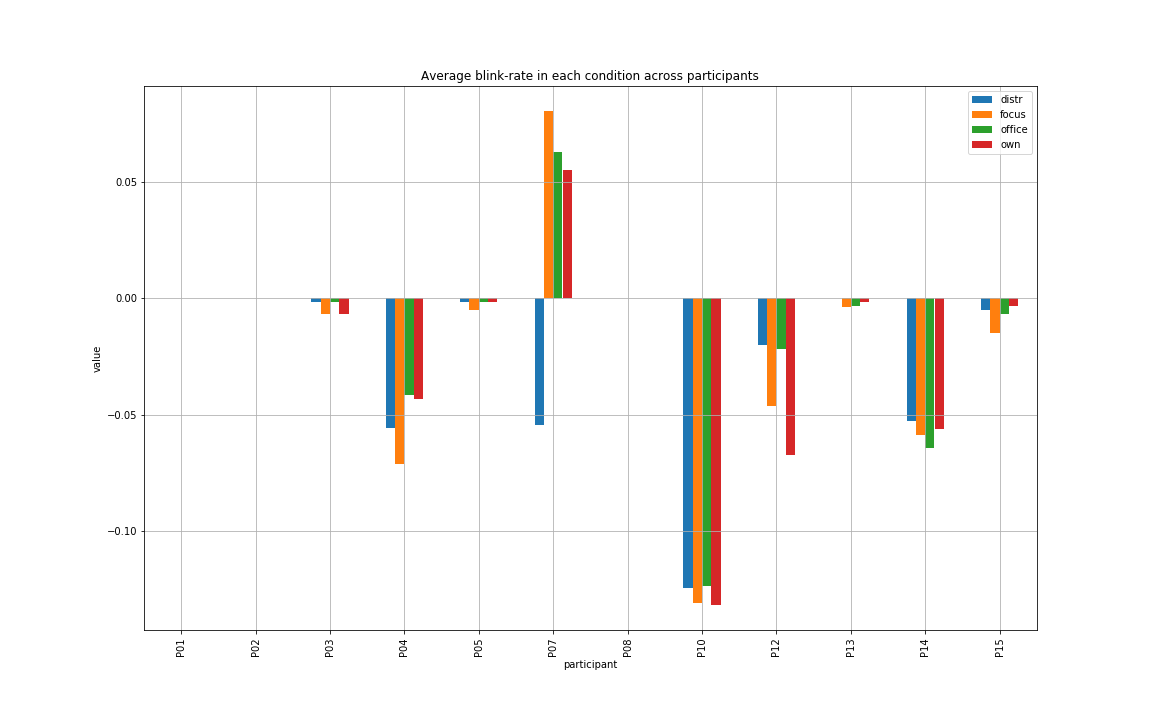 Average blink-rate in each condition across participants
distr
focus
office
own
0.05
0.00
−0.05
−0.10
value
P01
P02
P03
P04
P05
P07
P08
P10
P12
P13
P14
P15
participant